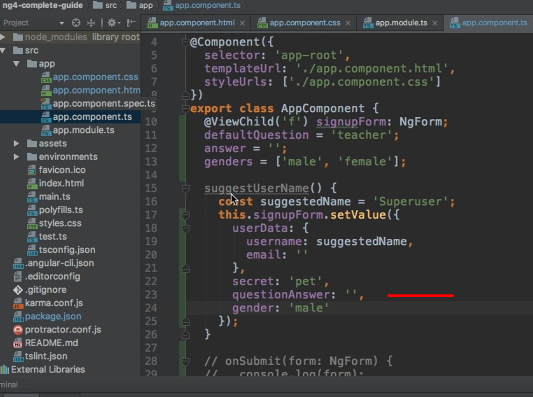 ng4-complete-guide src app app.component.ts
Project
app.component.html app.component.css app.module.ts app.component.ts
node_modules library root
src
app
app.component.css
app.component.htm
app.component.spec.ts
app.component.ts
app.module.ts
assets
environments
favicon.ico
index.html
main.ts
polyfills.ts
styles.css
test.ts
tsconfig.json
.angular-cli.json
.editorconfig
.gitignore
karma.conf.js
package.json
protractor.conf.js
README.md
tslint.json
External Libraries
minal
4 @Component({
5 selector: 'app-root',
6 templateUrl: './app.component.html',
7 styleUrls: ['./app.component.css']
8 })
9 export class AppComponent {
10 @ViewChild('f') signupForm: NgForm;
11 defaultQuestion = 'teacher';
12 answer = '';
13 genders = ['male', 'female'];
14
15 suggestUserName() {
16 const suggestedName = 'Superuser';
17 this.signupForm.setValue({
18 userData: {
19 username: suggestedName,
20 email: ''
21 },
22 secret: 'pet',
23 questionAnswer: '',
24 gender: 'male'
25 });
26 }
27
28 // onSubmit(form: NgForm) {
29 // console.log(form);